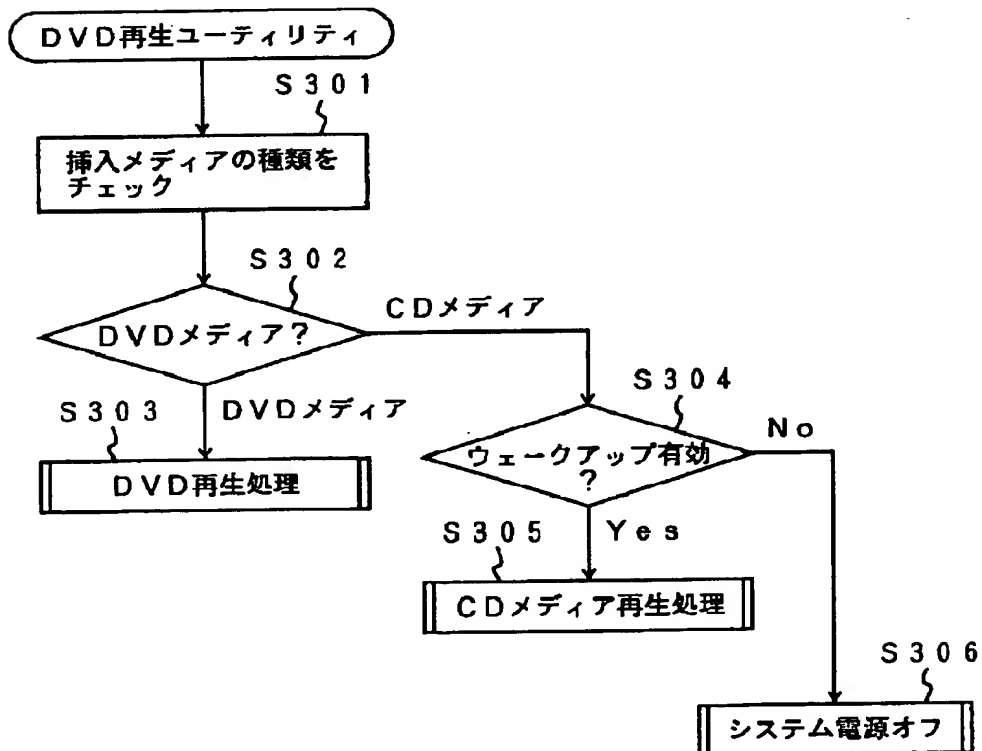 DVD再生ユーティリティ
S301
挿入メディアの種類を
チェック
S302
DVDメディア?
CDメディア
S303
DVDメディア
DVD再生処理
S304
ウェークアップ有効
?
No
S305
Yes
CDメディア再生処理
S306
システム電源オフ